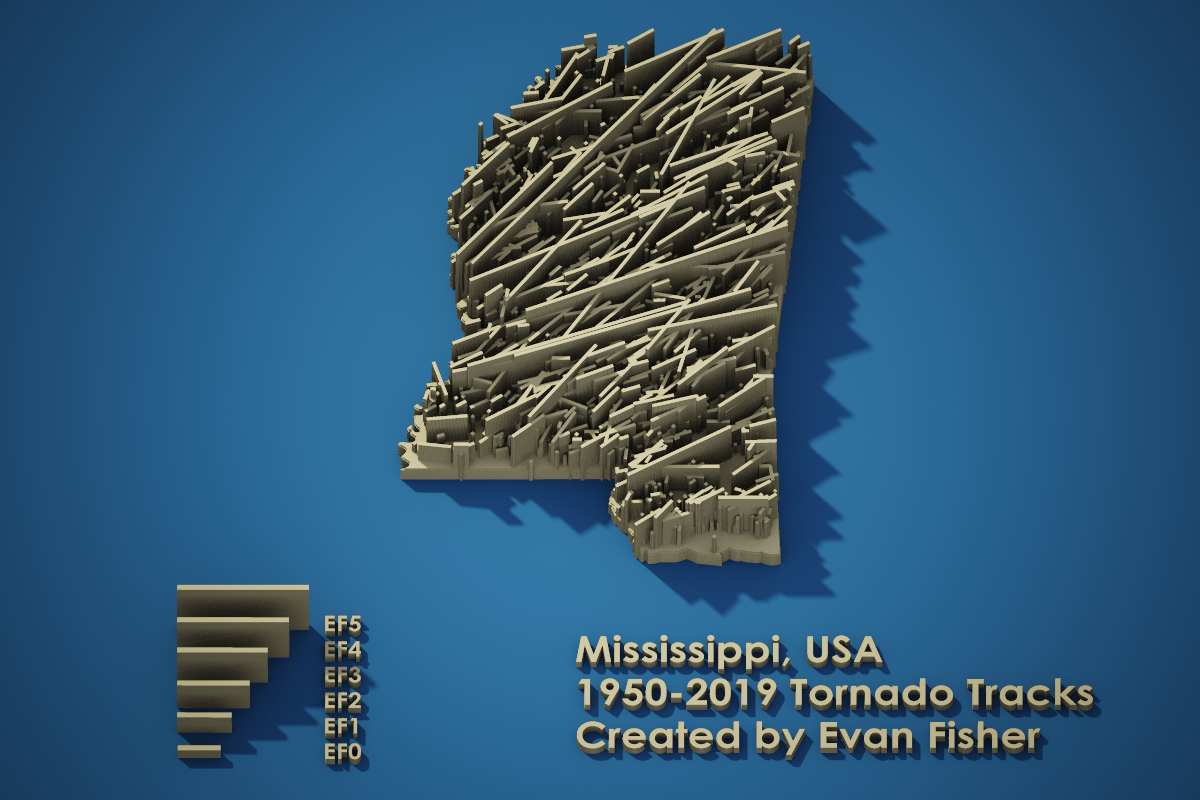 EF5
EF4
EF3
EF2
EF1
EF0
Mississippi, USA
1950-2019 Tornado Tracks
Created by Evan Fisher